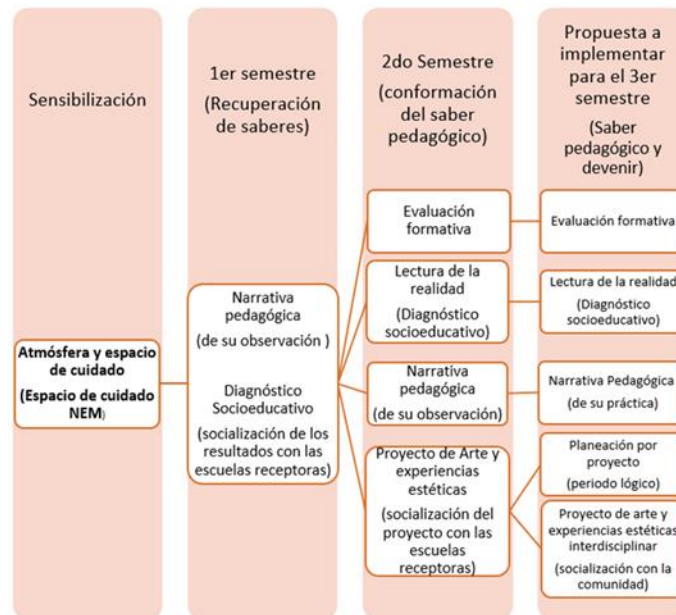 Sensibilización
1er semestre
(Recuperación
de saberes)
2do Semestre
(conformación
del saber
pedagógico)
Propuesta a
implementar
para el 3er
semestre
(Saber
pedagógico y
devenir)
Atmósfera y espacio
de cuidado
(Espacio de cuidado
NEM)
Narrativa
pedagógica
(de su observación )
Diagnóstico
Socioeducativo
(socialización de los
resultados con las
escuelas receptoras)
Evaluación
formativa
Lectura de la
realidad
(Diagnóstico
socioeducativo)
Narrativa
pedagógica
(de su observación)
Proyecto de Arte y
experiencias
estéticas
(socialización del
proyecto con las
escuelas
receptoras)
Evaluación formativa
Lectura de la realidad
(Diagnóstico
socioeducativo)
Narrativa Pedagógica
(de su práctica)
Planeación por
proyecto
(periodo lógico)
Proyecto de arte y
experiencias estéticas
interdisciplinar
(socialización con la
comunidad)